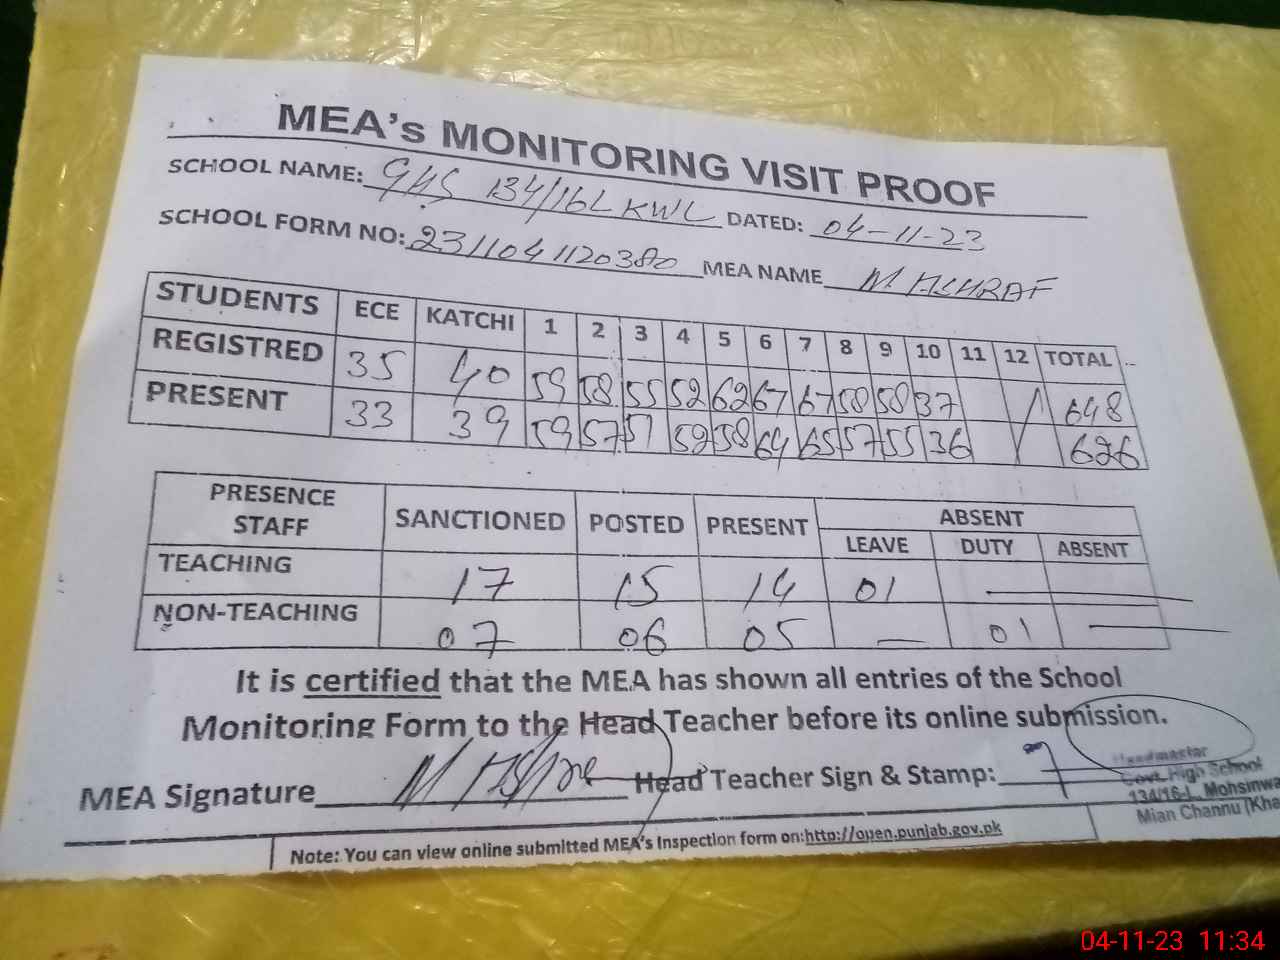 MEA's MONITORING VISIT PROOF
SCHOOL NAME: GHS 134/16L KWL DATED: 04-11-23
SCHOOL FORM NO: 2311041120380 MEA NAME M ASHRAF
STUDENTS ECE KATCHI 1 2 3 4 5 6 7 8 9 10 11 12 TOTAL
REGISTRED 35 40 59 58 55 52 62 67 67 58 58 37 648
PRESENT 33 39 59 57 51 52 58 64 65 57 55 36 626
PRESENCE STAFF SANCTIONED POSTED PRESENT ABSENT
LEAVE DUTY ABSENT
TEACHING 17 15 14 01 —
NON-TEACHING 07 06 05 — 01 —
It is certified that the MEA has shown all entries of the School
Monitoring Form to the Head Teacher before its online submission.
MEA Signature Head Teacher Sign & Stamp:
Headmaster
Govt. High School
134/16-L, Mohsinwa
Mian Channu (Kha
Note: You can view online submitted MEA's Inspection form on:http://open.punjab.gov.pk
04-11-23 11:34